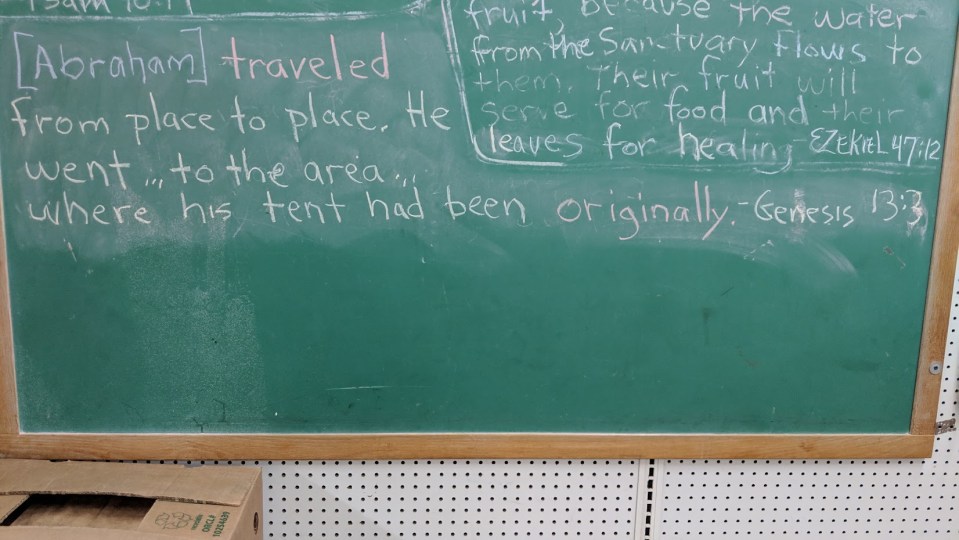 [Abraham] traveled
from place to place. He
went ... to the area ...
where his tent had been originally. - Genesis 13:3
fruit, because the water
from the Sanctuary Flows to
them. Their fruit will
serve for food and their
leaves for healing - EZEKIEL 47:12